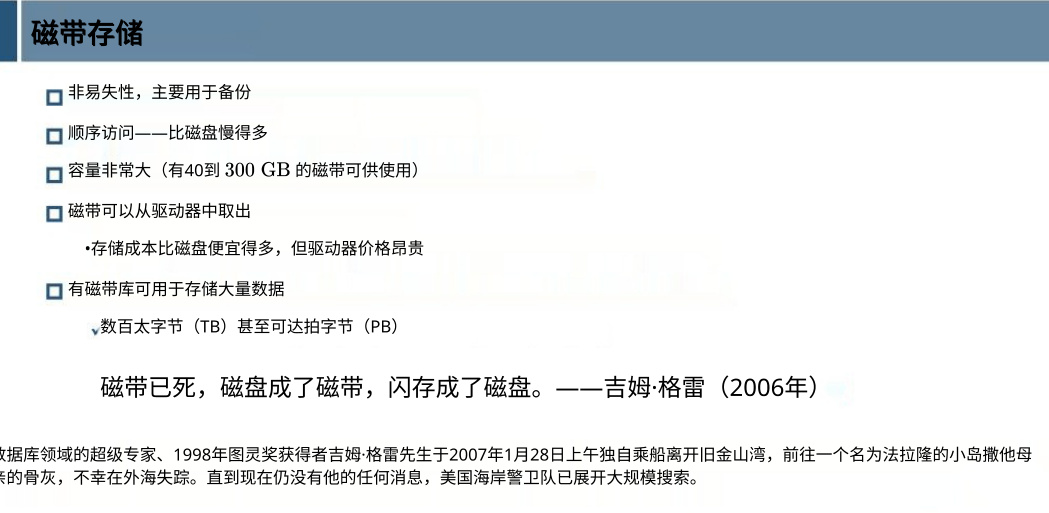 磁带存储
非易失性，主要用于备份
顺序访问——比磁盘慢得多
容量非常大（有40到 300 GB 的磁带可供使用）
磁带可以从驱动器中取出
•存储成本比磁盘便宜得多，但驱动器价格昂贵
有磁带库可用于存储大量数据
数百太字节（TB）甚至可达拍字节（PB）
磁带已死，磁盘成了磁带，闪存成了磁盘。——吉姆·格雷（2006年）
据库领域的超级专家、1998年图灵奖获得者吉姆·格雷先生于2007年1月28日上午独自乘船离开旧金山湾，前往一个名为法拉隆的小岛撒他母
的骨灰，不幸在外海失踪。直到现在仍没有他的任何消息，美国海岸警卫队已展开大规模搜索。